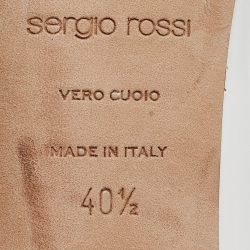 sergio rossi
VERO CUOIO
MADE IN ITALY
40½